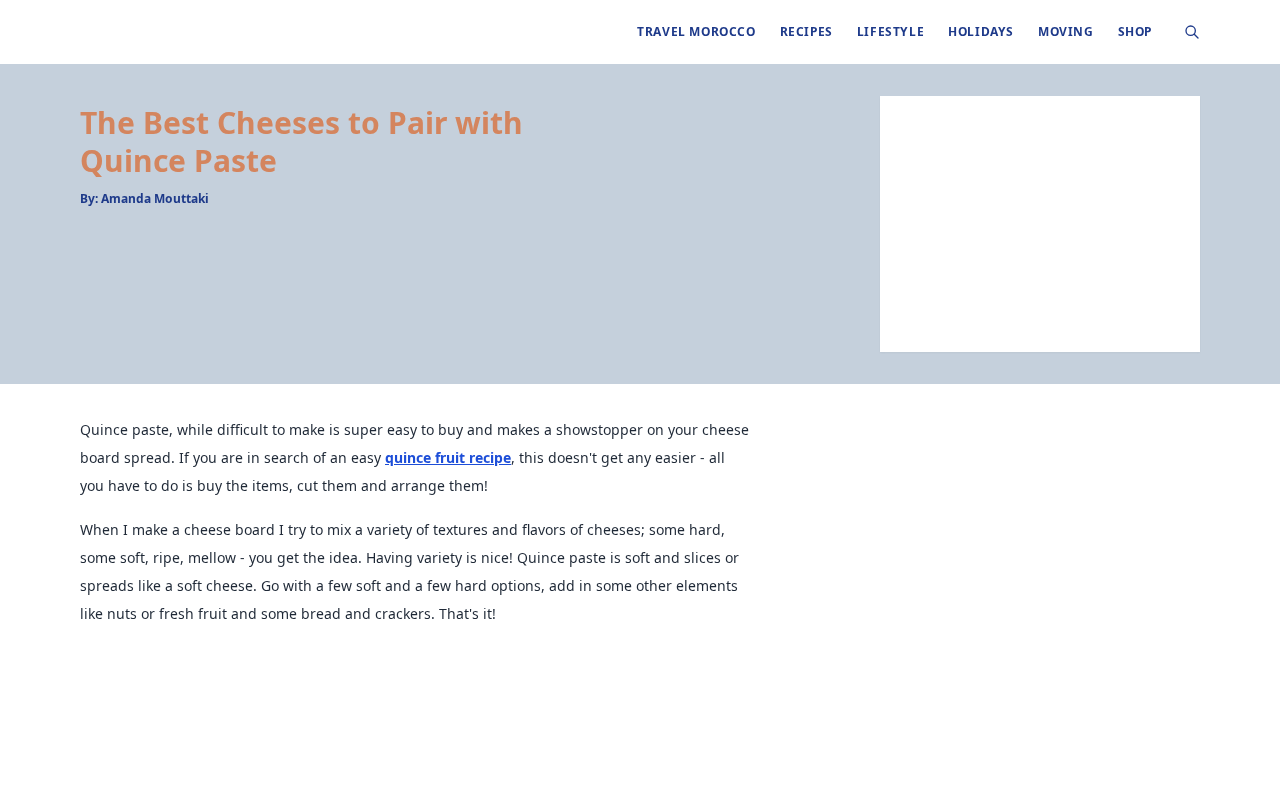 TRAVEL MOROCCO RECIPES LIFESTYLE HOLIDAYS MOVING SHOP
The Best Cheeses to Pair with
Quince Paste
By: Amanda Mouttaki
Quince paste, while difficult to make is super easy to buy and makes a showstopper on your cheese
board spread. If you are in search of an easy quince fruit recipe, this doesn't get any easier - all
you have to do is buy the items, cut them and arrange them!
When I make a cheese board I try to mix a variety of textures and flavors of cheeses; some hard,
some soft, ripe, mellow - you get the idea. Having variety is nice! Quince paste is soft and slices or
spreads like a soft cheese. Go with a few soft and a few hard options, add in some other elements
like nuts or fresh fruit and some bread and crackers. That's it!